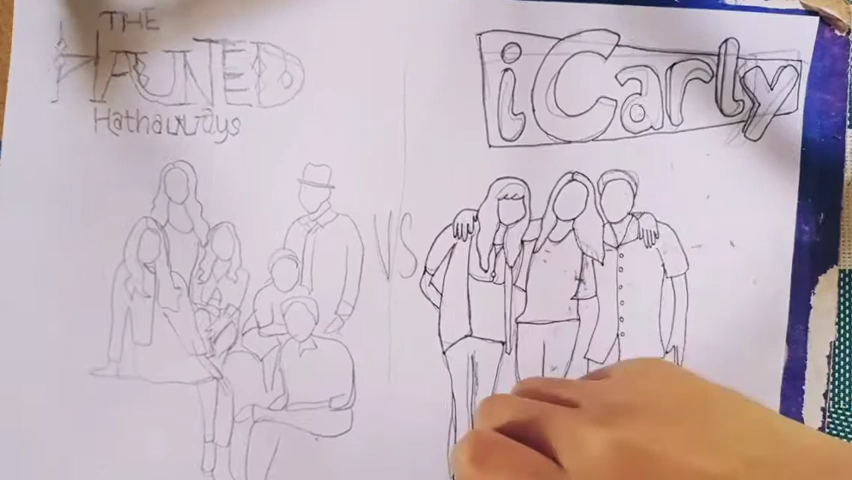 THE
HAUNTED
Hathaways
VS
iCarly